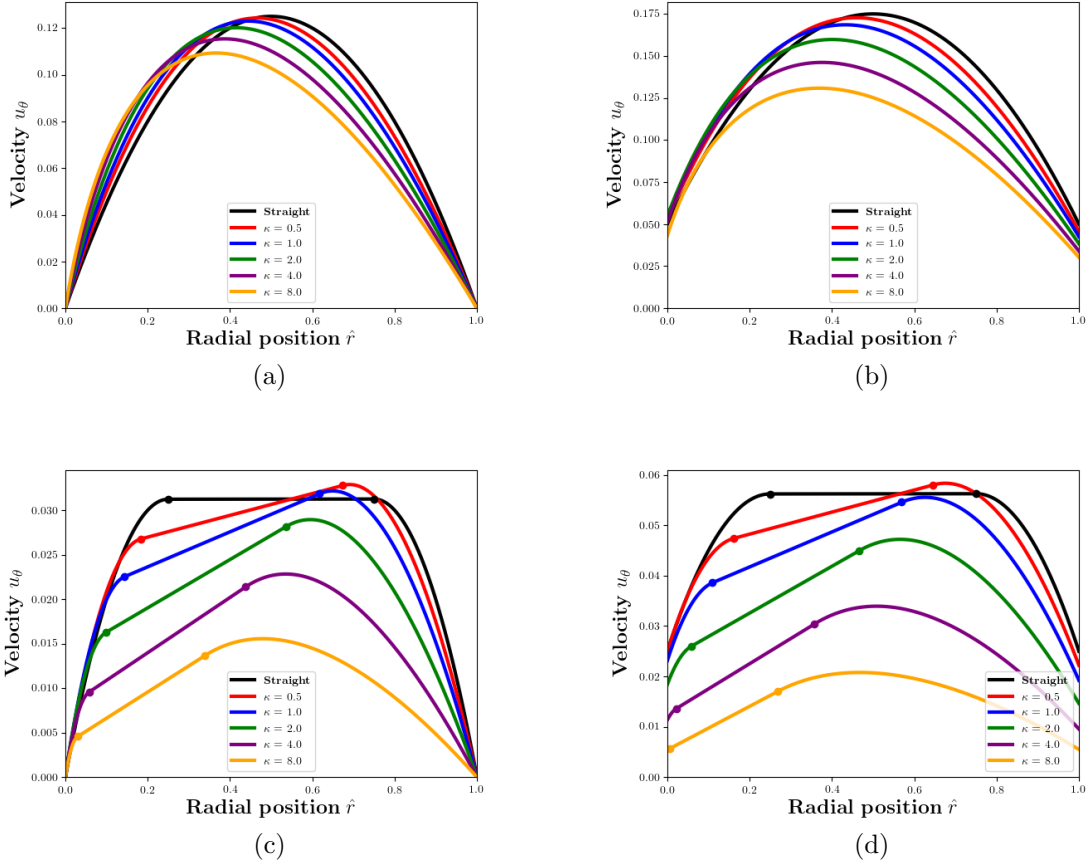 0.12
0.10
0.08
0.06
0.04
0.02
0.00
Velocity u_θ
Straight
κ = 0.5
κ = 1.0
κ = 2.0
κ = 4.0
κ = 8.0
0.0 0.2 0.4 0.6 0.8 1.0
Radial position r̂
(a)
0.175
0.150
0.125
0.100
0.075
0.050
0.025
0.000
Velocity u_θ
Straight
κ = 0.5
κ = 1.0
κ = 2.0
κ = 4.0
κ = 8.0
0.0 0.2 0.4 0.6 0.8 1.0
Radial position r̂
(b)
0.030
0.025
0.020
0.015
0.010
0.005
0.000
Velocity u_θ
Straight
κ = 0.5
κ = 1.0
κ = 2.0
κ = 4.0
κ = 8.0
0.0 0.2 0.4 0.6 0.8 1.0
Radial position r̂
(c)
0.06
0.05
0.04
0.03
0.02
0.01
0.00
Velocity u_θ
Straight
κ = 0.5
κ = 1.0
κ = 2.0
κ = 4.0
κ = 8.0
0.0 0.2 0.4 0.6 0.8 1.0
Radial position r̂
(d)